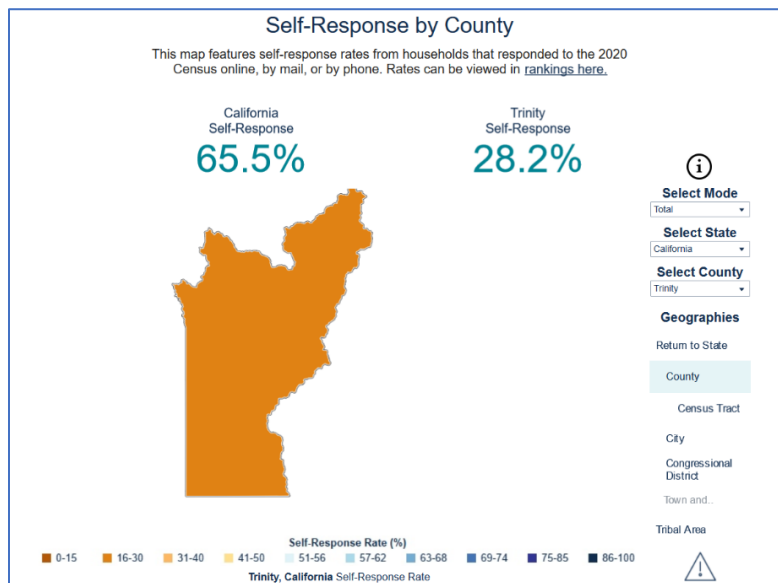 Self-Response by County
This map features self-response rates from households that responded to the 2020
Census online, by mail, or by phone. Rates can be viewed in rankings here.
California
Self-Response
65.5%
Trinity
Self-Response
28.2%
i
Select Mode
Total
Select State
California
Select County
Trinity
Geographies
Return to State
County
Census Tract
City
Congressional
District
Town and..
Tribal Area
Self-Response Rate (%)
0-15 16-30 31-40 41-50 51-56 57-62 63-68 69-74 75-85 86-100
Trinity, California Self-Response Rate